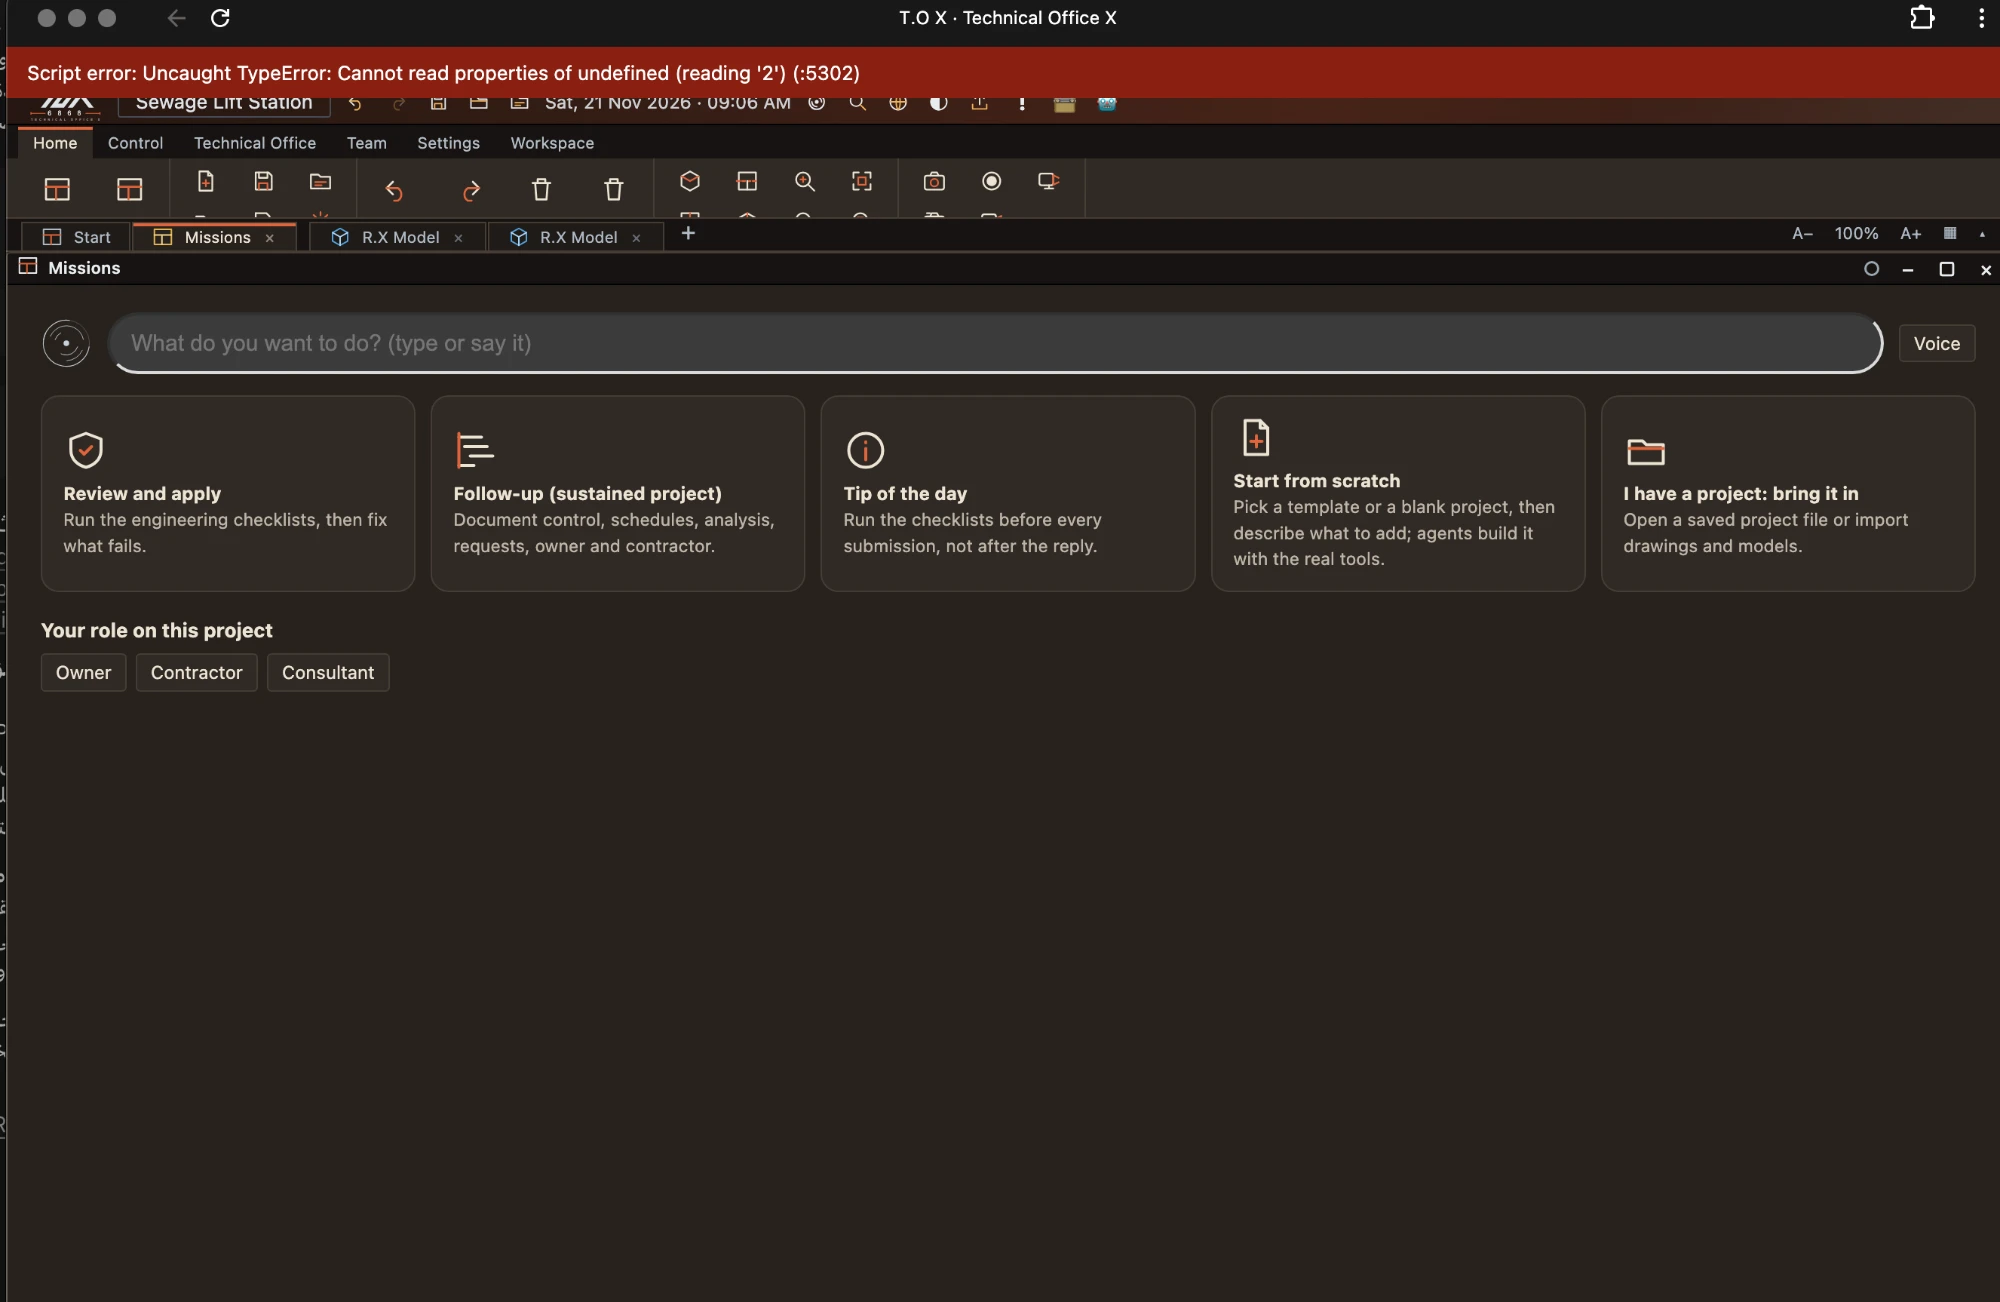 T.O X · Technical Office X
Script error: Uncaught TypeError: Cannot read properties of undefined (reading '2') (:5302)
Sewage Lift Station
Sat, 21 Nov 2026 · 09:06 AM
Home
Control
Technical Office
Team
Settings
Workspace
Start
Missions
R.X Model
R.X Model
A−
100%
A+
Missions
What do you want to do? (type or say it)
Voice
Review and apply
Run the engineering checklists, then fix
what fails.
Follow-up (sustained project)
Document control, schedules, analysis,
requests, owner and contractor.
Tip of the day
Run the checklists before every
submission, not after the reply.
Start from scratch
Pick a template or a blank project, then
describe what to add; agents build it
with the real tools.
I have a project: bring it in
Open a saved project file or import
drawings and models.
Your role on this project
Owner
Contractor
Consultant